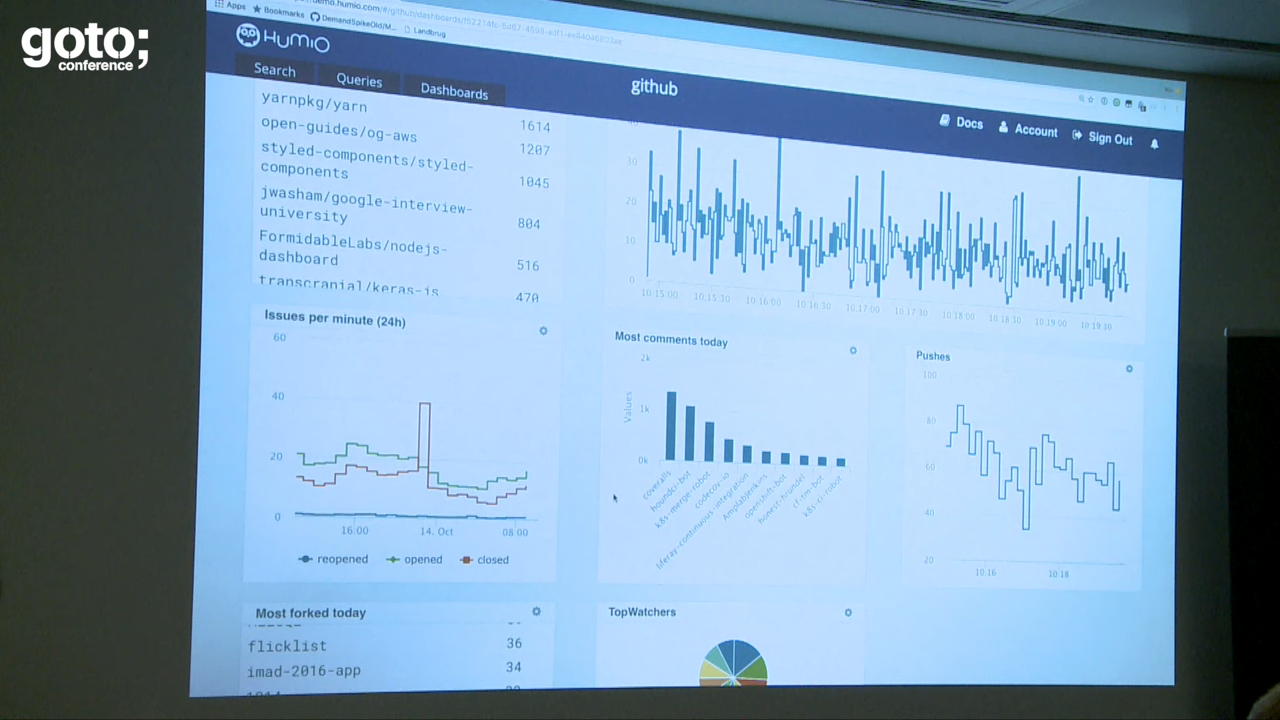 goto;
conference
Apps
Bookmarks
DemandSpikeOld/M...
Landbrug
HUMIO
Search
Queries
Dashboards
github
Docs
Account
Sign Out
yarnpkg/yarn 1614
open-guides/og-aws 1207
styled-components/styled-
components 1045
jwasham/google-interview-
university 804
FormidableLabs/nodejs-
dashboard 516
transcranial/keras-js 470
30
20
10
0
10:15:00 10:15:30 10:16:00 10:16:30 10:17:00 10:17:30 10:18:00 10:18:30 10:19:00 10:19:30
Issues per minute (24h)
60
40
20
0
16:00 14. Oct 08:00
reopened opened closed
Most comments today
Values
2k
1k
0k
coveralls
houndci-bot
k8s-merge-robot
codecov-io
liferay-continuous-integration
AmplabJenkins
openshift-bot
honest-hrundel
cf-rm-bot
k8s-ci-robot
Pushes
100
80
60
40
20
10:16 10:18
Most forked today
flicklist 36
imad-2016-app 34
TopWatchers